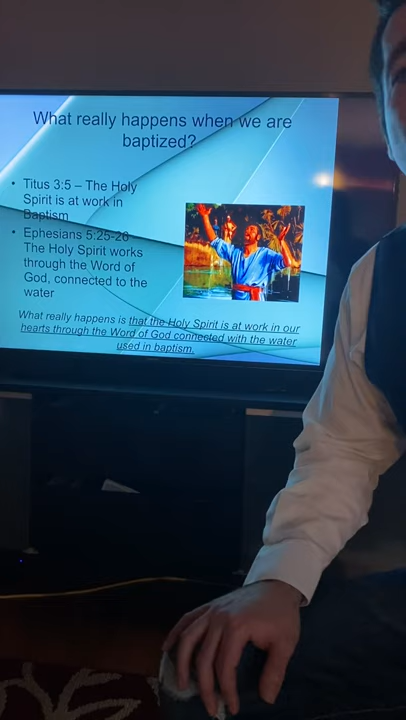 What really happens when we are
baptized?
• Titus 3:5 – The Holy
Spirit is at work in
Baptism
• Ephesians 5:25-26
The Holy Spirit works
through the Word of
God, connected to the
water
What really happens is that the Holy Spirit is at work in our
hearts through the Word of God connected with the water
used in baptism.